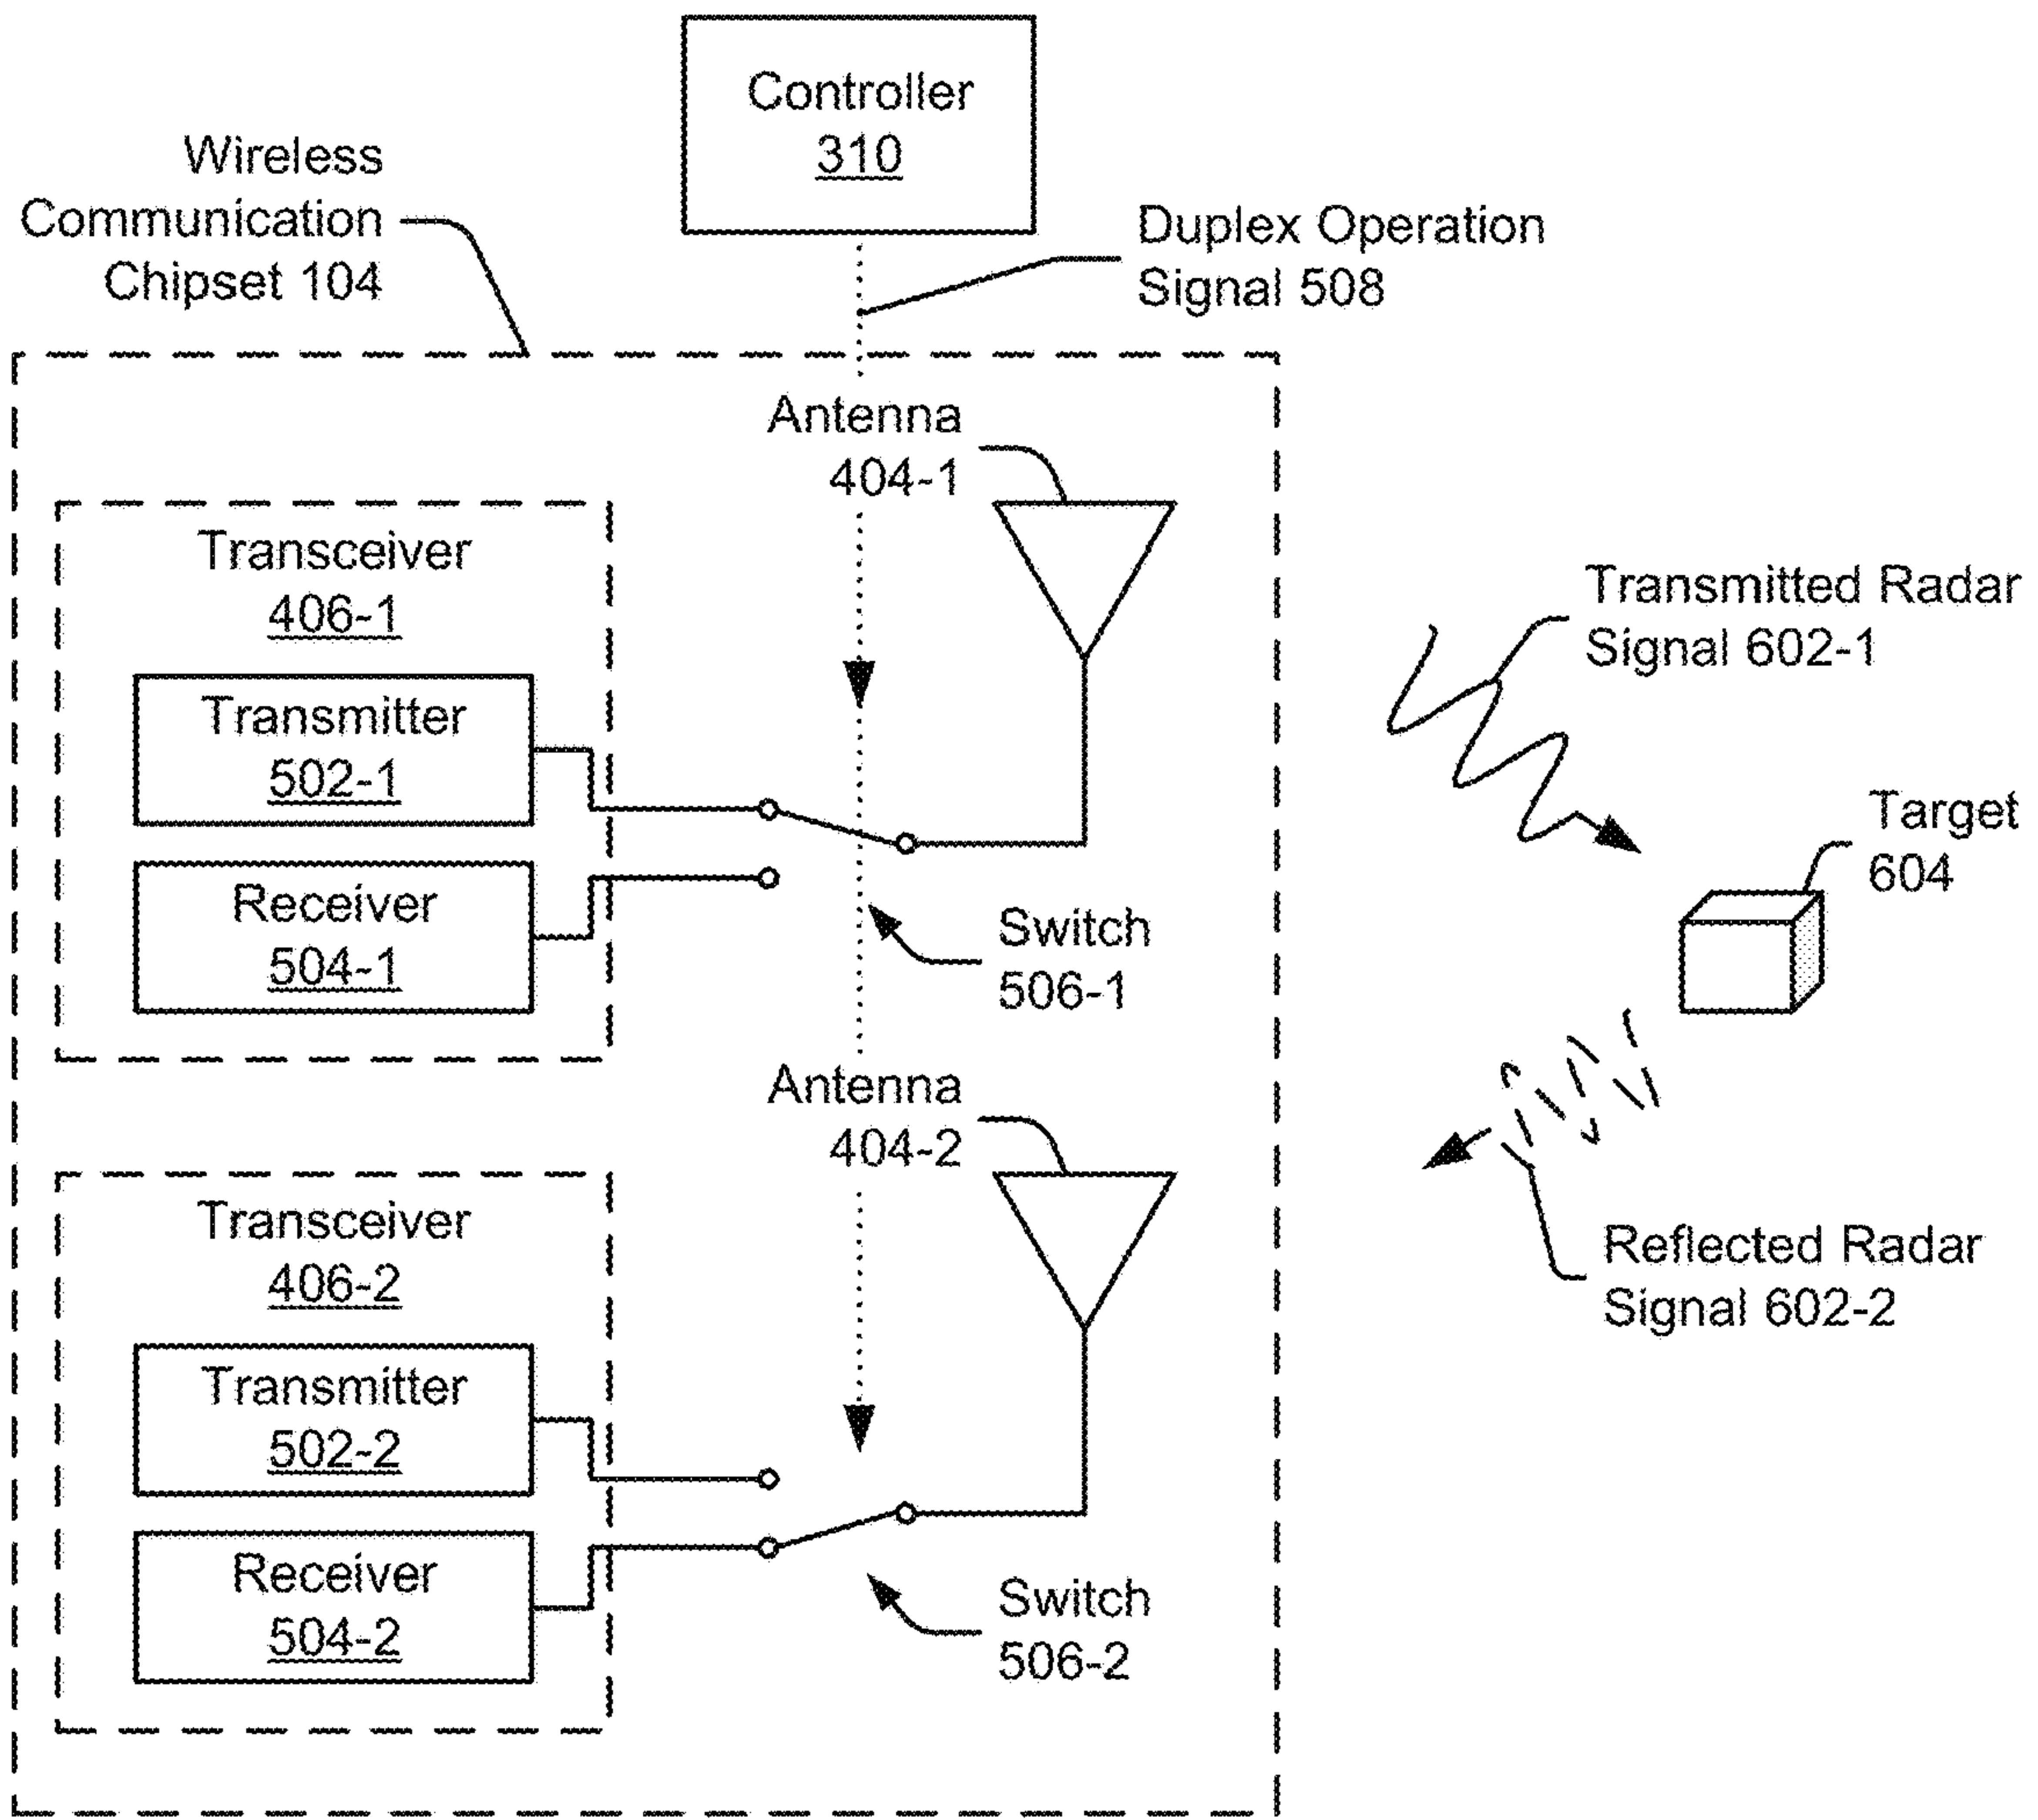 Controller
310
Wireless
Communication
Chipset 104
Duplex Operation
Signal 508
Antenna
404-1
Transceiver
406-1
Transmitter
502-1
Receiver
504-1
Switch
506-1
Transmitted Radar
Signal 602-1
Target
604
Antenna
404-2
Transceiver
406-2
Transmitter
502-2
Receiver
504-2
Switch
506-2
Reflected Radar
Signal 602-2